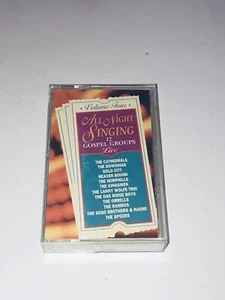 Volume Four
ALL NIGHT
SINGING
12
GOSPEL GROUPS
Live
THE CATHEDRALS
THE DOWNINGS
GOLD CITY
HEAVEN BOUND
THE HEMPHILLS
THE KINGSMEN
THE LANNY WOLFE TRIO
THE OAK RIDGE BOYS
THE ORRELLS
THE RAMBOS
THE SEGO BROTHERS & NAOMI
THE SPEERS